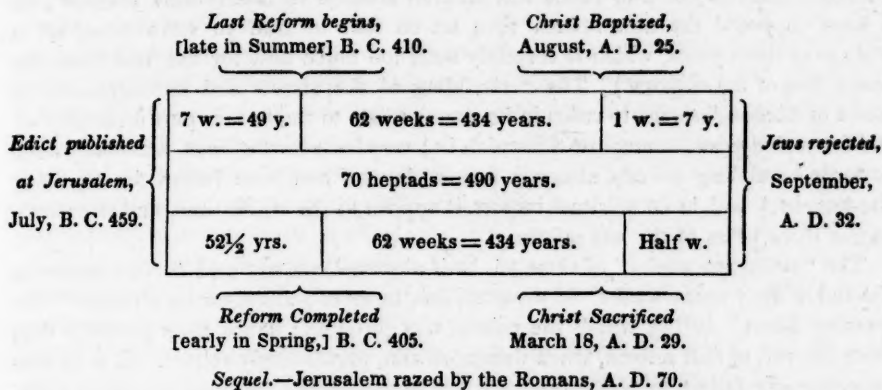 Last Reform begins, Christ Baptized,
[late in Summer] B. C. 410. August, A. D. 25.
7 w. = 49 y. 62 weeks = 434 years. 1 w. = 7 y.
Edict published Jews rejected,
at Jerusalem, 70 heptads = 490 years. September,
July, B. C. 459. A. D. 32.
52½ yrs. 62 weeks = 434 years. Half w.
Reform Completed Christ Sacrificed
[early in Spring,] B. C. 405. March 18, A. D. 29.
Sequel.—Jerusalem razed by the Romans, A. D. 70.